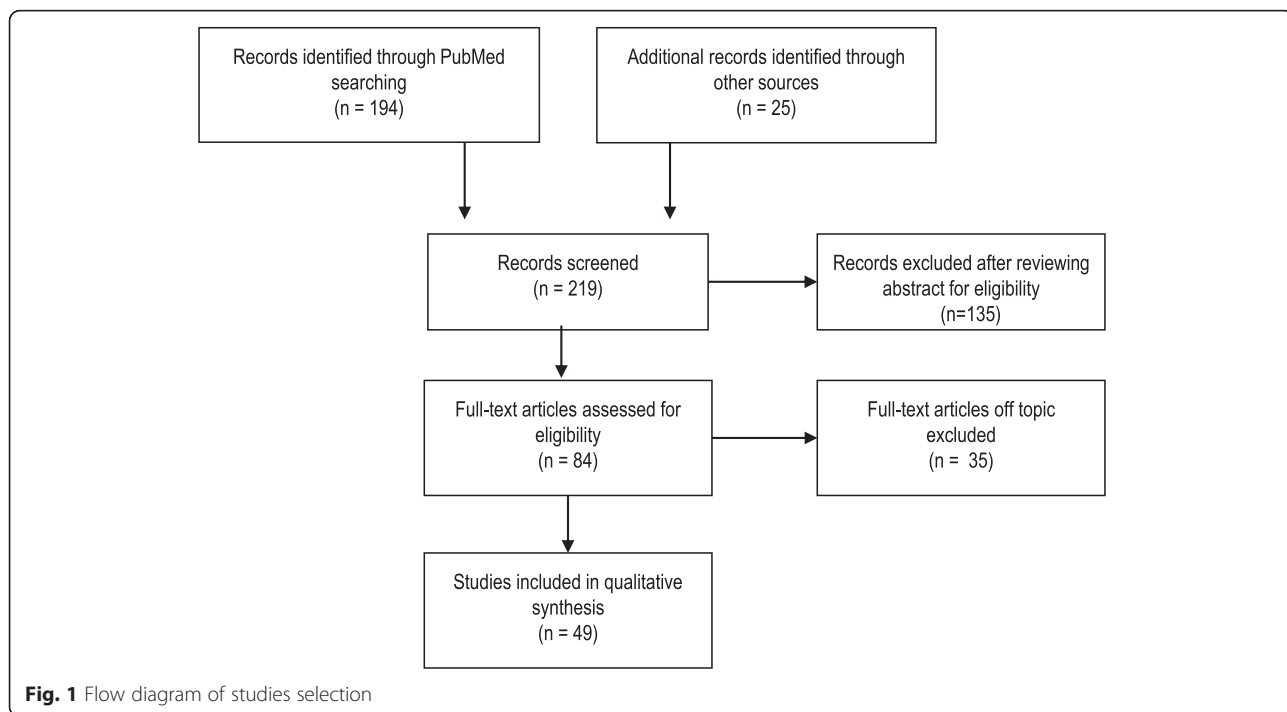 Records identified through PubMed
searching
(n = 194)
Additional records identified through
other sources
(n = 25)
Records screened
(n = 219)
Records excluded after reviewing
abstract for eligibility
(n=135)
Full-text articles assessed for
eligibility
(n = 84)
Full-text articles off topic
excluded
(n = 35)
Studies included in qualitative
synthesis
(n = 49)
Fig. 1 Flow diagram of studies selection